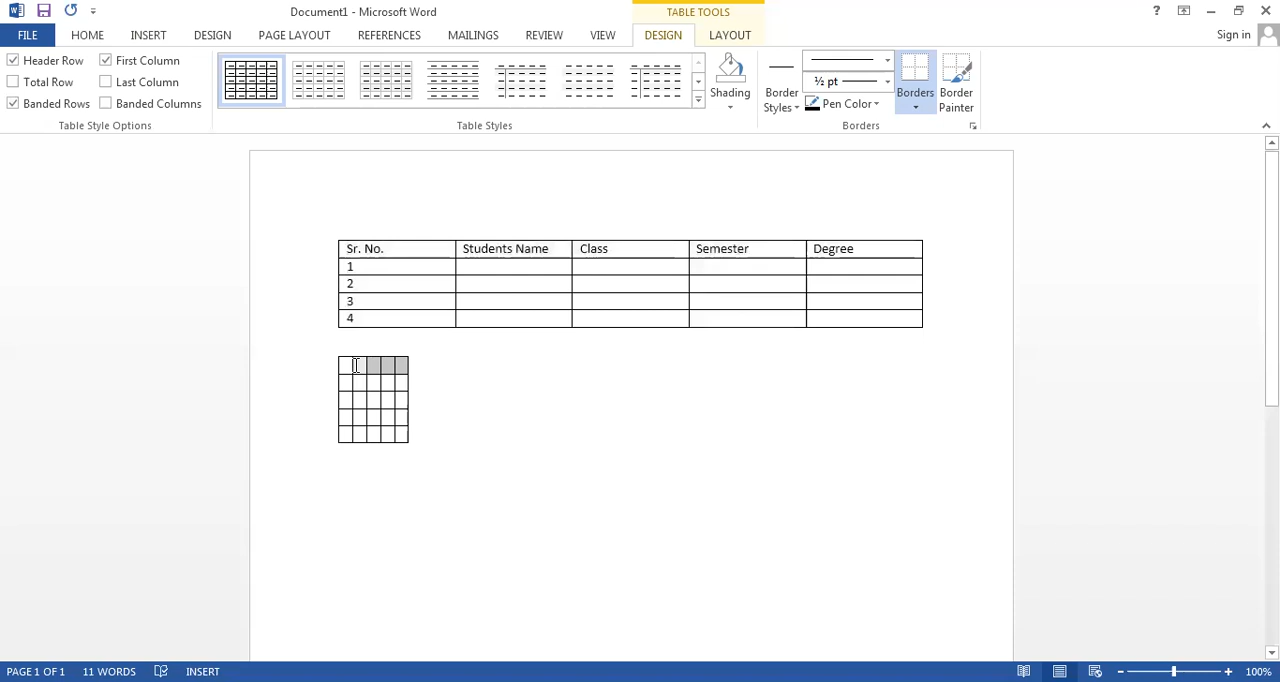 Document1 - Microsoft Word
TABLE TOOLS
?
FILE
HOME
INSERT
DESIGN
PAGE LAYOUT
REFERENCES
MAILINGS
REVIEW
VIEW
DESIGN
LAYOUT
Sign in
Header Row
First Column
Total Row
Last Column
Banded Rows
Banded Columns
Table Style Options
Table Styles
Shading
Border
Styles
½ pt
Pen Color
Borders
Border
Painter
Borders
Sr. No. Students Name Class Semester Degree
1
2
3
4
PAGE 1 OF 1
11 WORDS
INSERT
100%